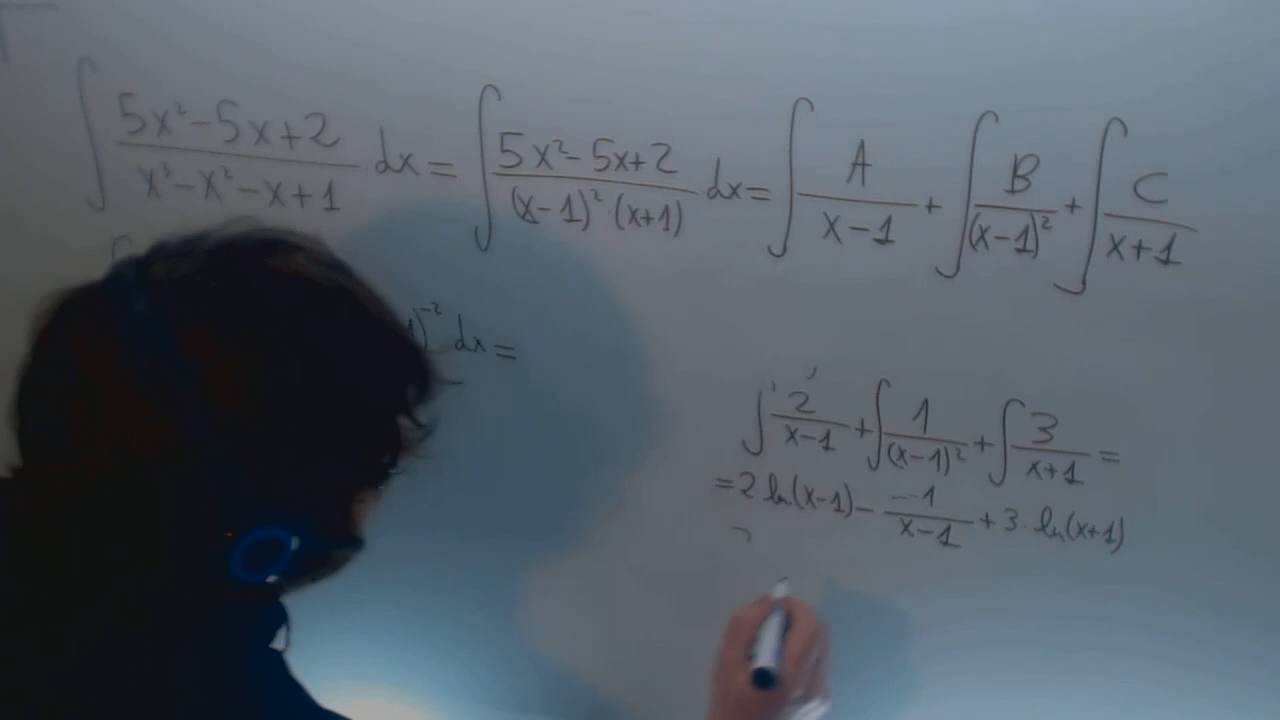 ∫ 5x²-5x+2 / x³-x²-x+1 dx = ∫ 5x²-5x+2 / (x-1)²·(x+1) dx = ∫ A / x-1 + ∫ B / (x-1)² + ∫ C / x+1
)⁻² dx =
∫ 2 / x-1 + ∫ 1 / (x-1)² + ∫ 3 / x+1 =
= 2 ln(x-1) - -1 / x-1 + 3· ln(x+1)